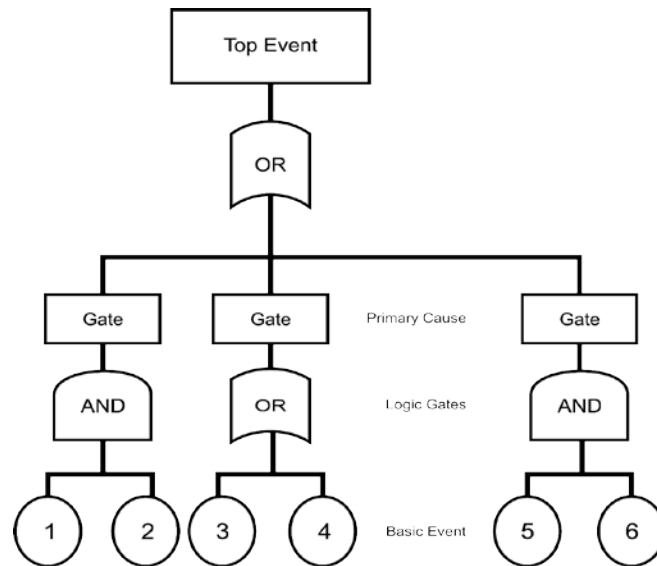 Top Event
OR
Gate
Gate
Primary Cause
Gate
AND
OR
Logic Gates
AND
1
2
3
4
Basic Event
5
6